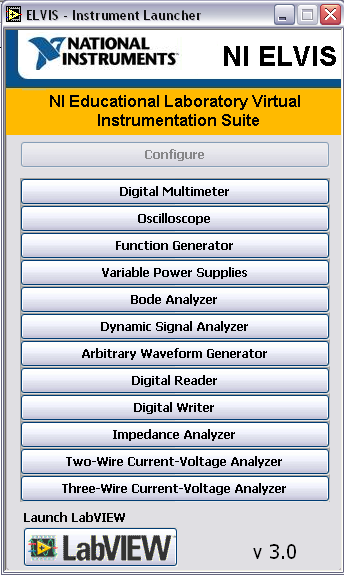 ELVIS - Instrument Launcher
NATIONAL
INSTRUMENTS™
NI ELVIS
NI Educational Laboratory Virtual
Instrumentation Suite
Configure
Digital Multimeter
Oscilloscope
Function Generator
Variable Power Supplies
Bode Analyzer
Dynamic Signal Analyzer
Arbitrary Waveform Generator
Digital Reader
Digital Writer
Impedance Analyzer
Two-Wire Current-Voltage Analyzer
Three-Wire Current-Voltage Analyzer
Launch LabVIEW
LabVIEW™
v 3.0